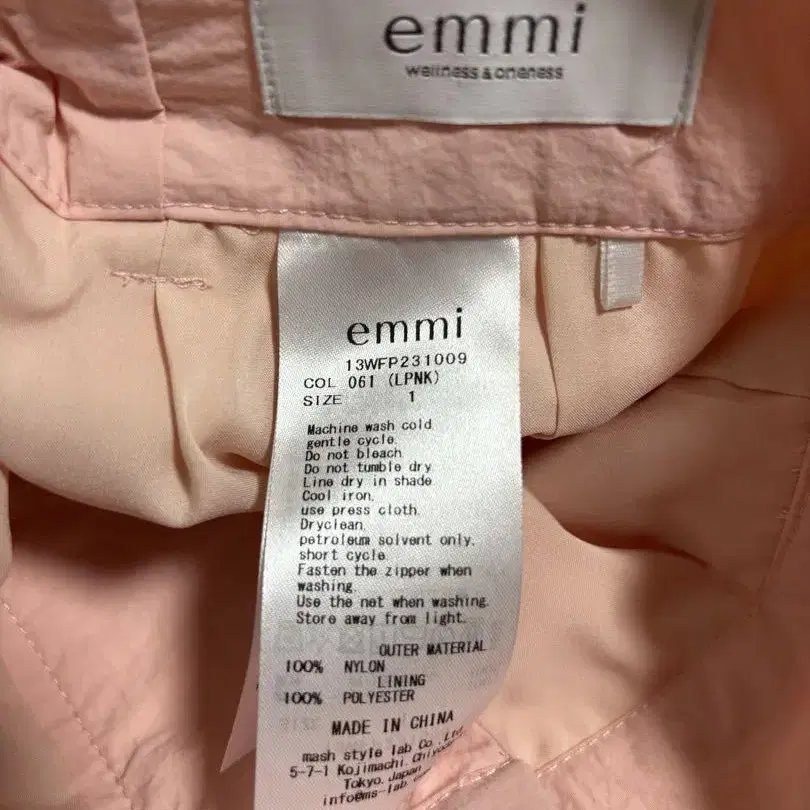 emmi
wellness & oneness
emmi
13WFP231009
COL 061 (LPNK)
SIZE 1
Machine wash cold
gentle cycle.
Do not bleach.
Do not tumble dry
Line dry in shade
Cool iron.
use press cloth.
Dryclean.
petroleum solvent only.
short cycle.
Fasten the zipper when
washing.
Use the net when washing.
Store away from light.
OUTER MATERIAL
100% NYLON
LINING
100% POLYESTER
MADE IN CHINA
mash style lab Co., Ltd.
5-7-1 Kojimachi,
Tokyo. Japan
info@ms-lab.